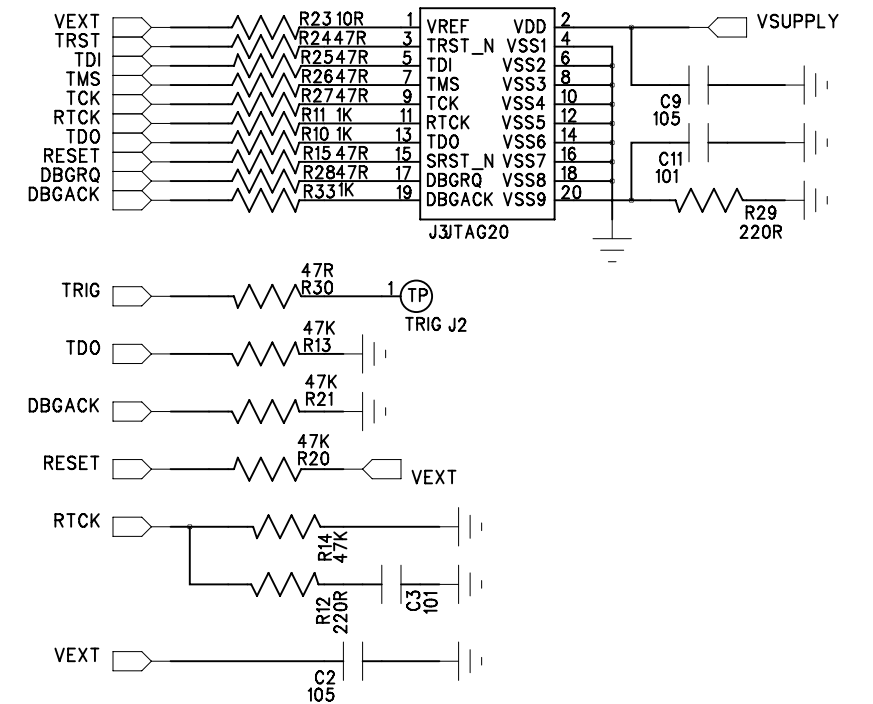 VEXT R23 10R 1 VREF VDD 2 VSUPPLY
TRST R24 47R 3 TRST_N VSS1 4
TDI R25 47R 5 TDI VSS2 6
TMS R26 47R 7 TMS VSS3 8
TCK R27 47R 9 TCK VSS4 10 C9
RTCK R11 1K 11 RTCK VSS5 12 105
TDO R10 1K 13 TDO VSS6 14
RESET R15 47R 15 SRST_N VSS7 16 C11
DBGRQ R28 47R 17 DBGRQ VSS8 18 101
DBGACK R33 1K 19 DBGACK VSS9 20
R29
J3 JTAG20 220R
47R
TRIG R30 1 TP
TRIG J2
47K
TDO R13
47K
DBGACK R21
47K
RESET R20
VEXT
RTCK
R14
47K
R12
220R
C3
101
VEXT
C2
105